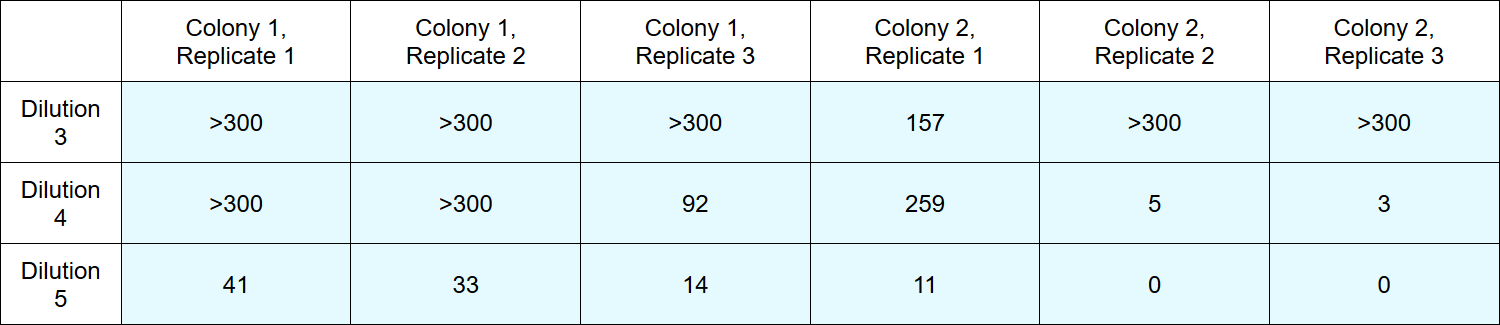 Colony 1,
Replicate 1
Colony 1,
Replicate 2
Colony 1,
Replicate 3
Colony 2,
Replicate 1
Colony 2,
Replicate 2
Colony 2,
Replicate 3
Dilution
3
>300
>300
>300
157
>300
>300
Dilution
4
>300
>300
92
259
5
3
Dilution
5
41
33
14
11
0
0